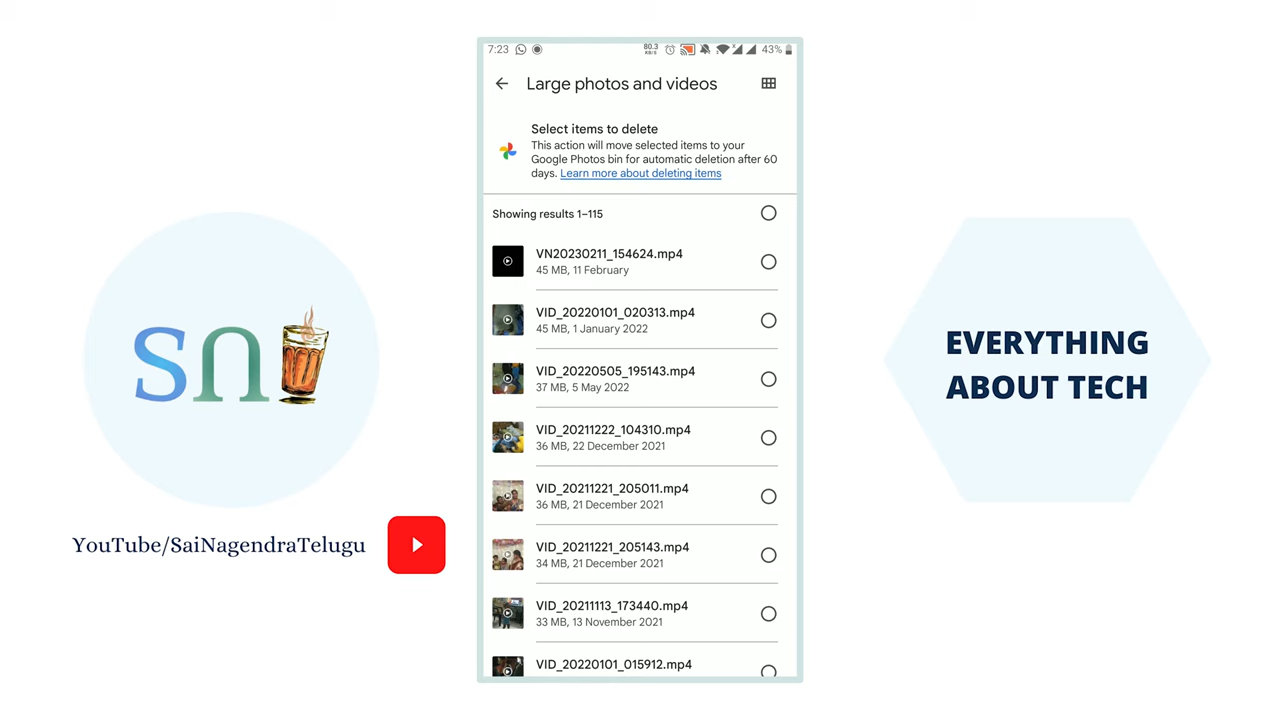 7:23
80.3
KB/S
43%
Large photos and videos
Select items to delete
This action will move selected items to your
Google Photos bin for automatic deletion after 60
days. Learn more about deleting items
Showing results 1–115
VN20230211_154624.mp4
45 MB, 11 February
VID_20220101_020313.mp4
45 MB, 1 January 2022
VID_20220505_195143.mp4
37 MB, 5 May 2022
VID_20211222_104310.mp4
36 MB, 22 December 2021
VID_20211221_205011.mp4
36 MB, 21 December 2021
VID_20211221_205143.mp4
34 MB, 21 December 2021
VID_20211113_173440.mp4
33 MB, 13 November 2021
VID_20220101_015912.mp4
sn
YouTube/SaiNagendraTelugu
EVERYTHING
ABOUT TECH